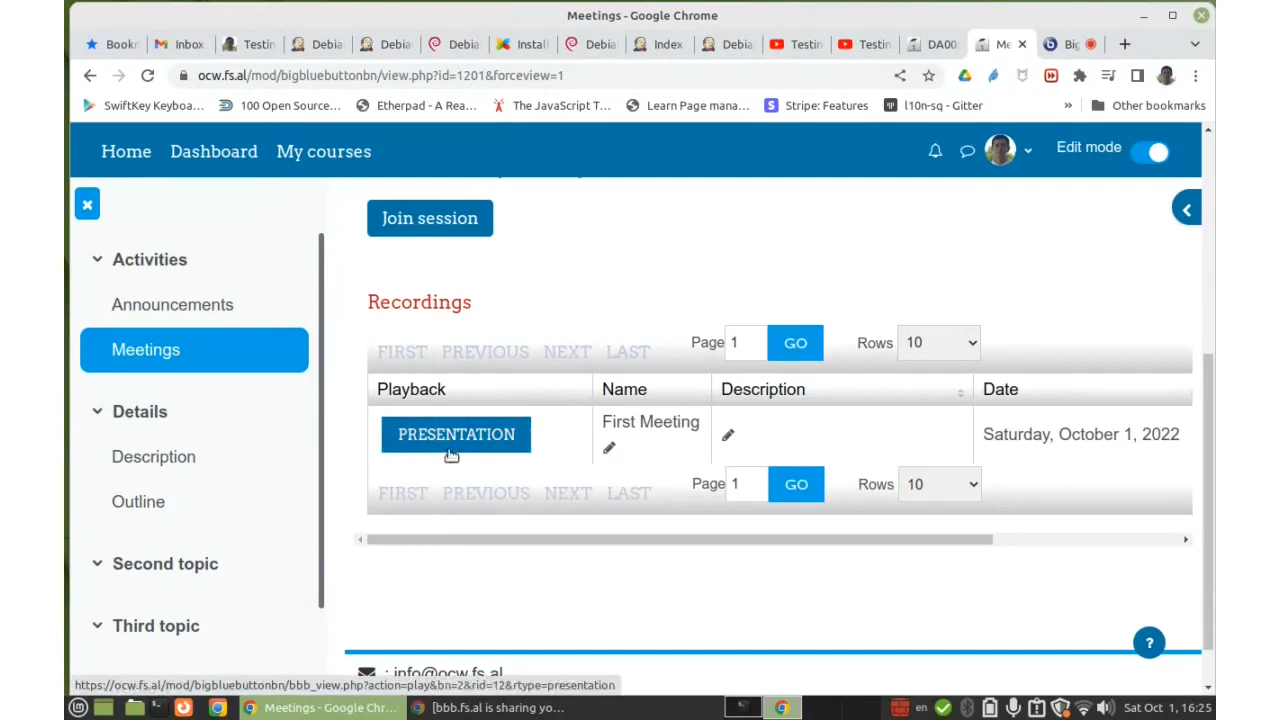 Meetings - Google Chrome
Bookr
Inbox
Testin
Debia
Debia
Debia
Install
Debia
Index
Debia
Testin
Testin
DA00
Me
Big
ocw.fs.al/mod/bigbluebuttonbn/view.php?id=1201&forceview=1
SwiftKey Keyboa...
100 Open Source...
Etherpad - A Rea...
The JavaScript T...
Learn Page mana...
Stripe: Features
l10n-sq - Gitter
»
Other bookmarks
Home Dashboard My courses
Edit mode
Join session
Activities
Announcements
Meetings
Details
Description
Outline
Second topic
Third topic
Recordings
FIRST PREVIOUS NEXT LAST Page 1 GO Rows 10
Playback Name Description Date
PRESENTATION First Meeting Saturday, October 1, 2022
FIRST PREVIOUS NEXT LAST Page 1 GO Rows 10
?
: info@ocw.fs.al
https://ocw.fs.al/mod/bigbluebuttonbn/bbb_view.php?action=play&bn=2&rid=12&rtype=presentation
Meetings - Google Chr...
[bbb.fs.al is sharing yo...
en
Sat Oct 1, 16:25